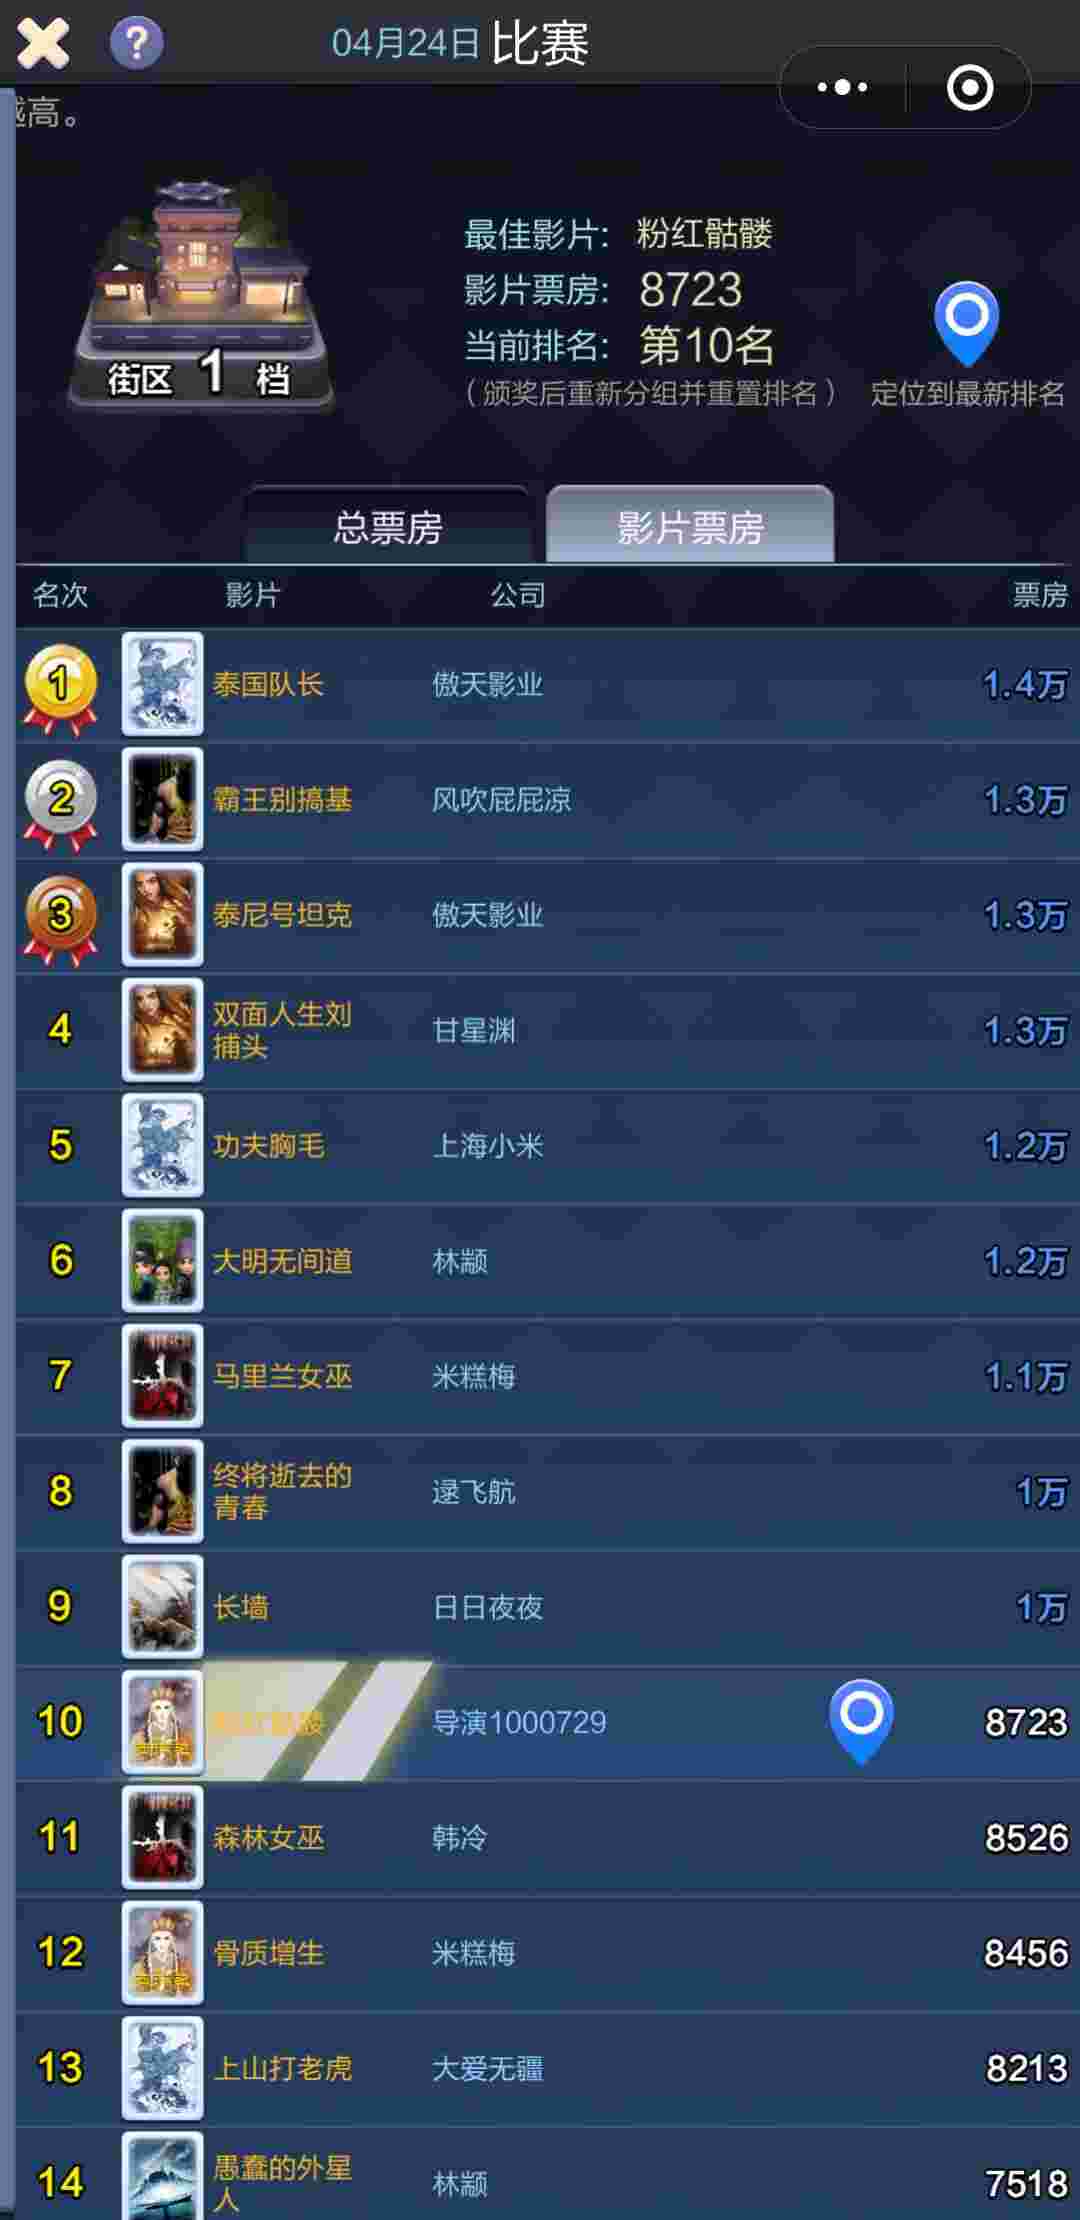 04月24日 比赛
越高。
最佳影片: 粉红骷髅
影片票房: 8723
当前排名: 第10名
（颁奖后重新分组并重置排名） 定位到最新排名
街区 1 档
总票房 影片票房
名次 影片 公司 票房
1 泰国队长 傲天影业 1.4万
2 霸王别搞基 风吹屁屁凉 1.3万
3 泰尼号坦克 傲天影业 1.3万
4 双面人生刘
捕头 甘星渊 1.3万
5 功夫胸毛 上海小米 1.2万
6 大明无间道 林颢 1.2万
7 马里兰女巫 米糕梅 1.1万
8 终将逝去的
青春 逯飞航 1万
9 长墙 日日夜夜 1万
10 粉红骷髅 导演1000729 8723
11 森林女巫 韩冷 8526
12 骨质增生 米糕梅 8456
13 上山打老虎 大爱无疆 8213
14 愚蠢的外星
人 林颢 7518